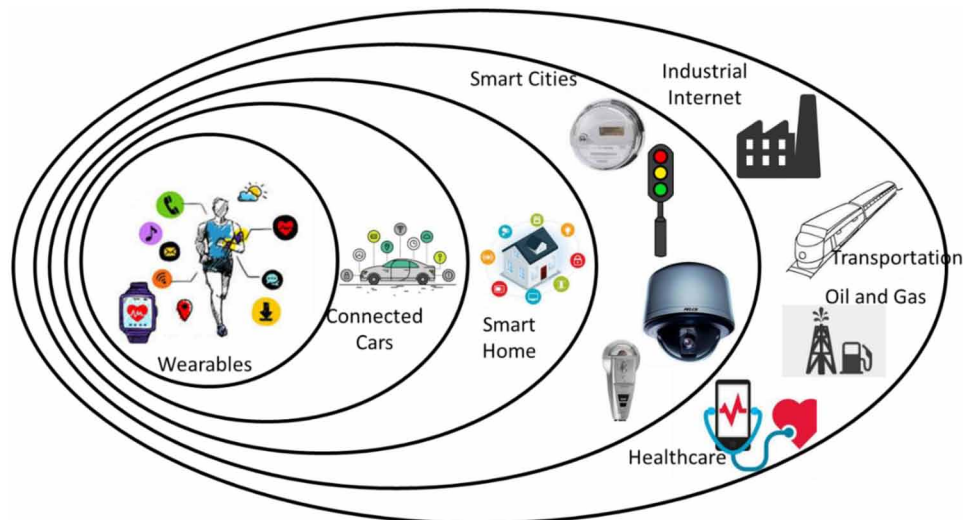 Smart Cities
Industrial
Internet
Transportation
Oil and Gas
Connected
Cars
Smart
Home
Wearables
Healthcare